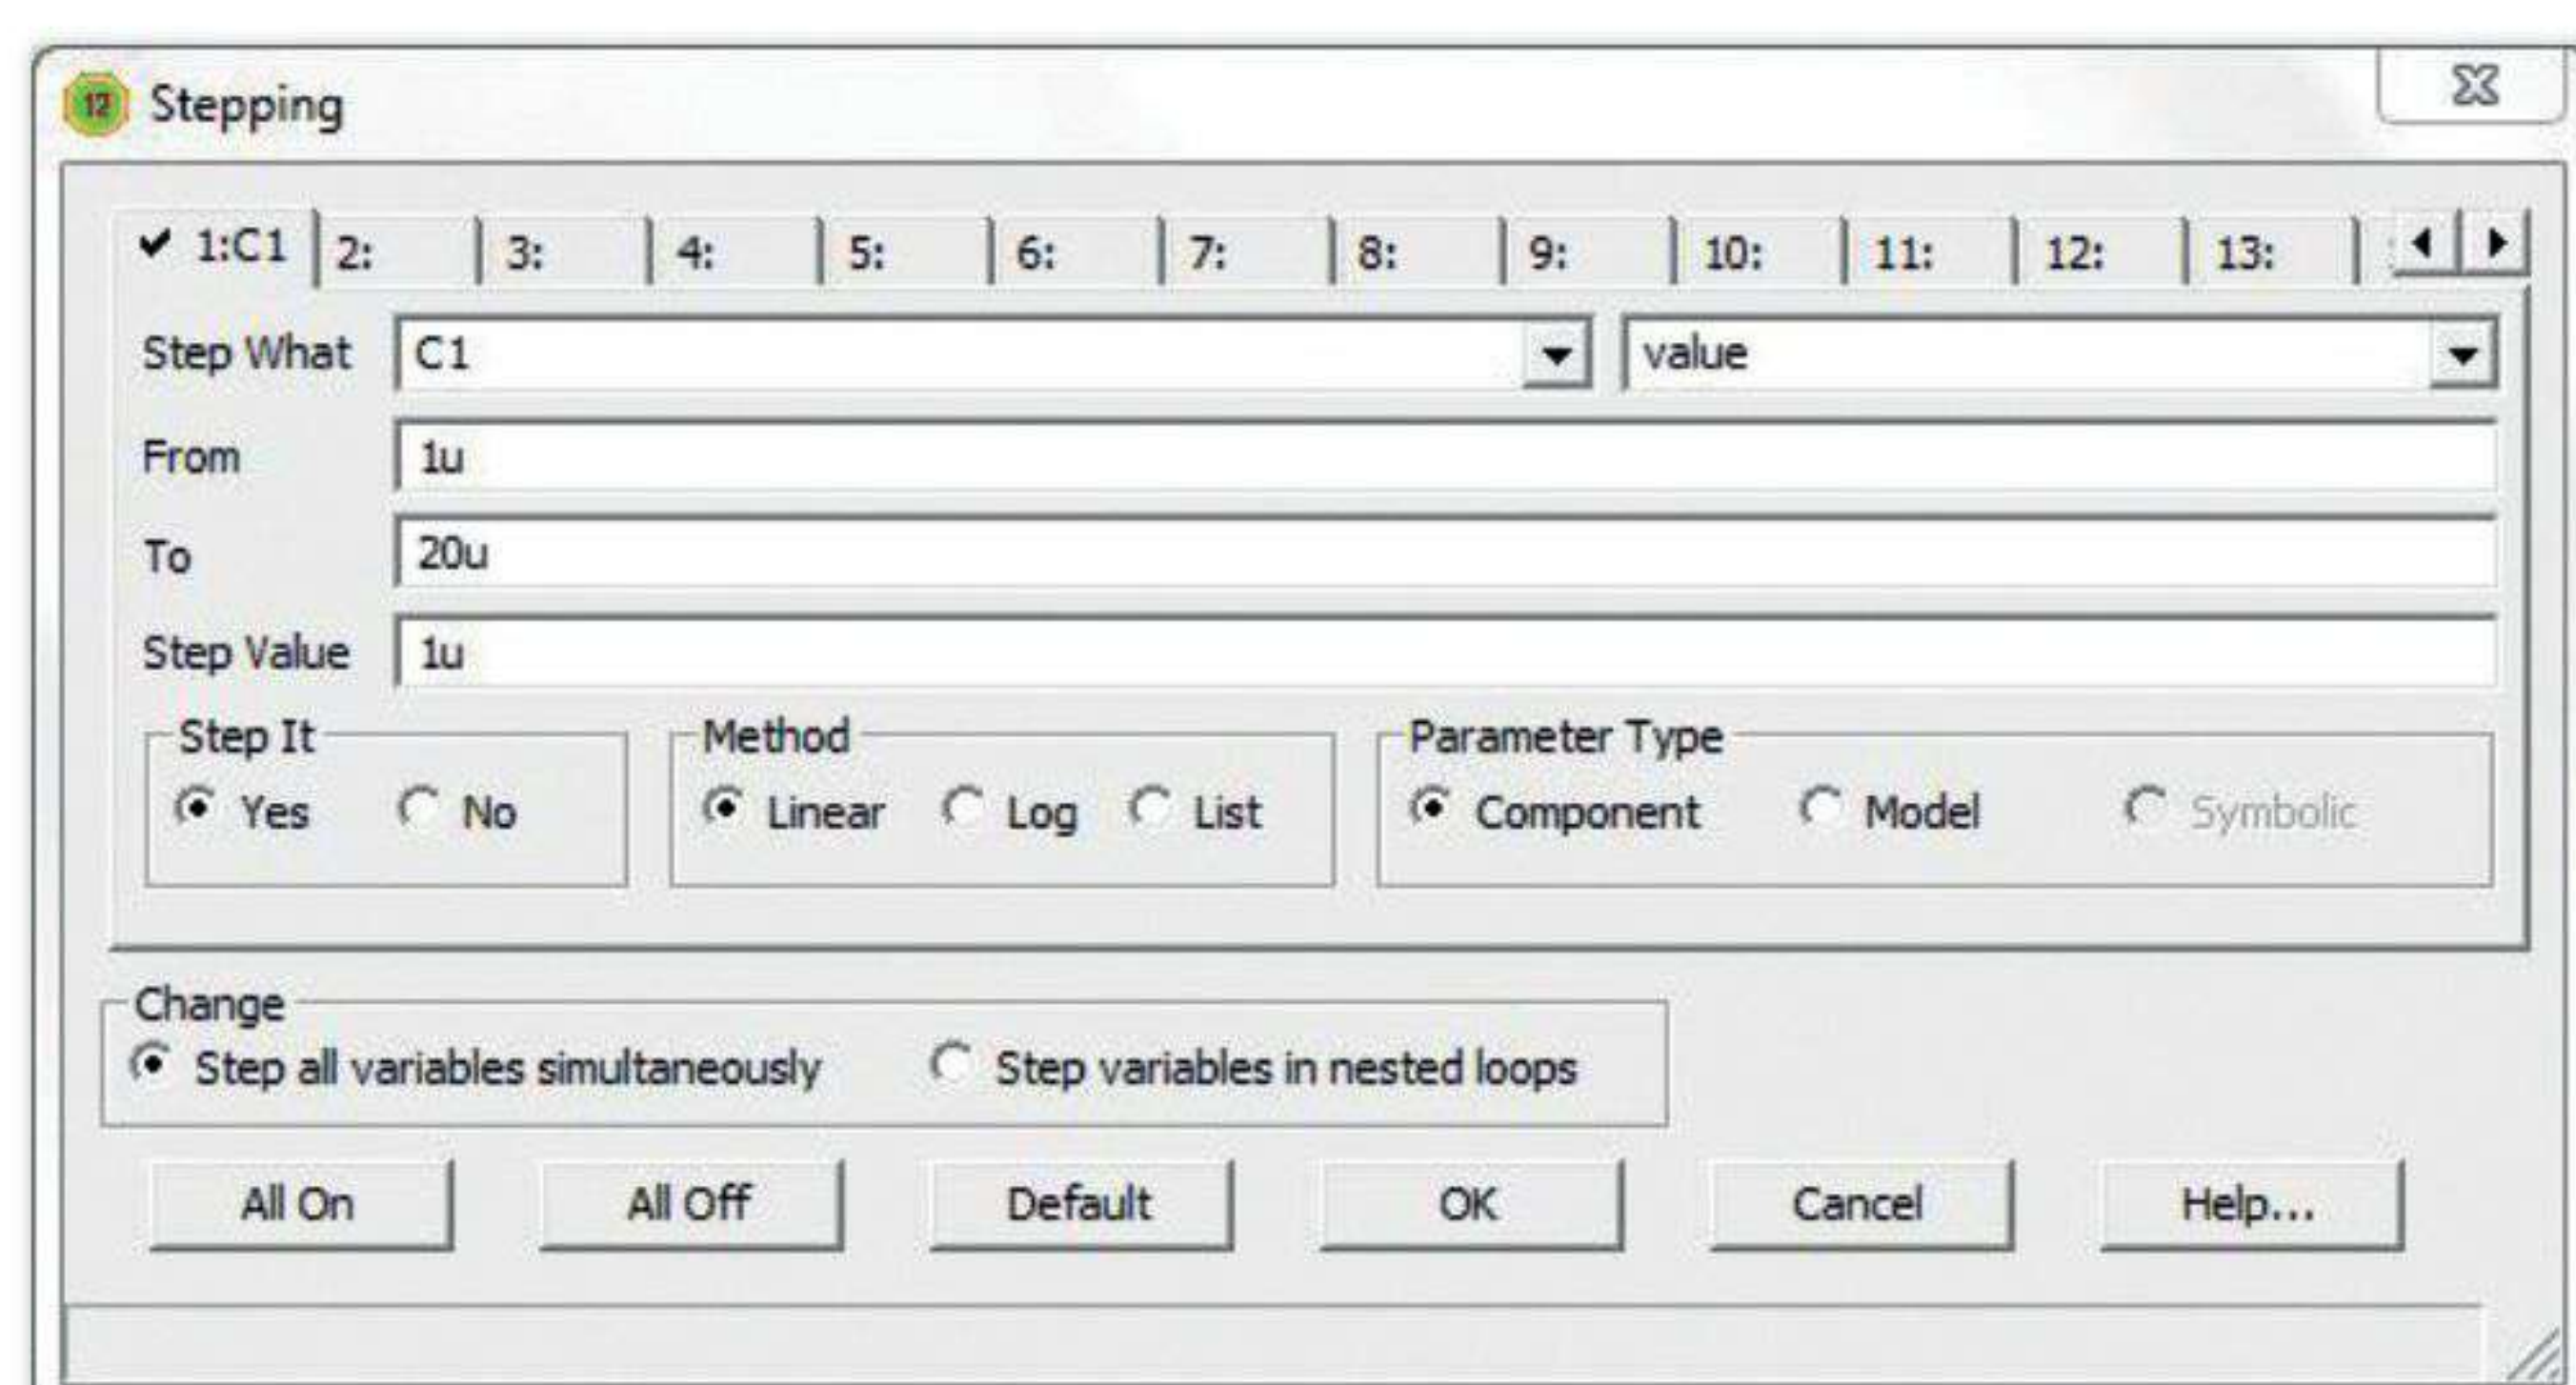 12 Stepping
1:C1 2: 3: 4: 5: 6: 7: 8: 9: 10: 11: 12: 13:
Step What C1 value
From 1u
To 20u
Step Value 1u
Step It Method Parameter Type
Yes No Linear Log List Component Model Symbolic
Change
Step all variables simultaneously Step variables in nested loops
All On All Off Default OK Cancel Help...